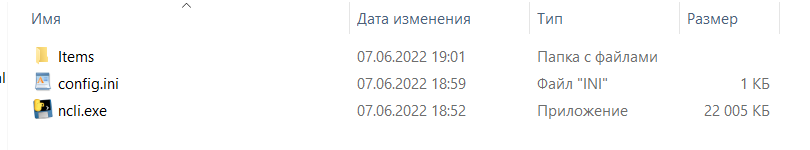 Имя Дата изменения Тип Размер
Items 07.06.2022 19:01 Папка с файлами
config.ini 07.06.2022 18:59 Файл "INI" 1 КБ
ncli.exe 07.06.2022 18:52 Приложение 22 005 КБ